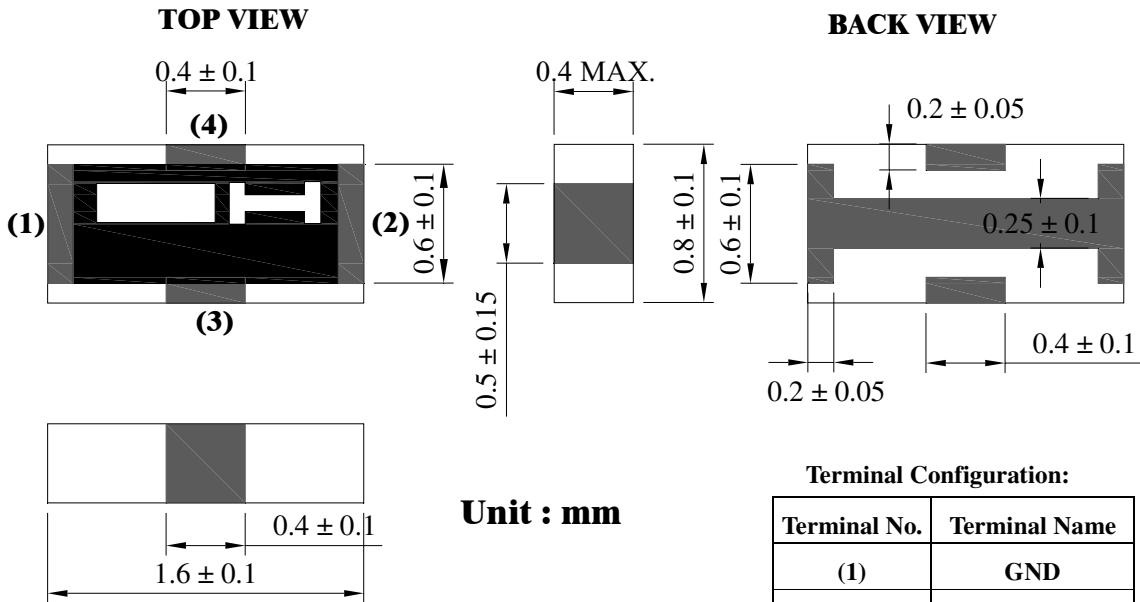 TOP VIEW
BACK VIEW
0.4 ± 0.1
0.4 MAX.
0.2 ± 0.05
(4)
(1)
(2)
0.6 ± 0.1
0.8 ± 0.1
0.6 ± 0.1
0.25 ± 0.1
(3)
0.5 ± 0.15
0.4 ± 0.1
0.2 ± 0.05
Terminal Configuration:
Unit : mm
Terminal No. Terminal Name
0.4 ± 0.1
(1) GND
1.6 ± 0.1